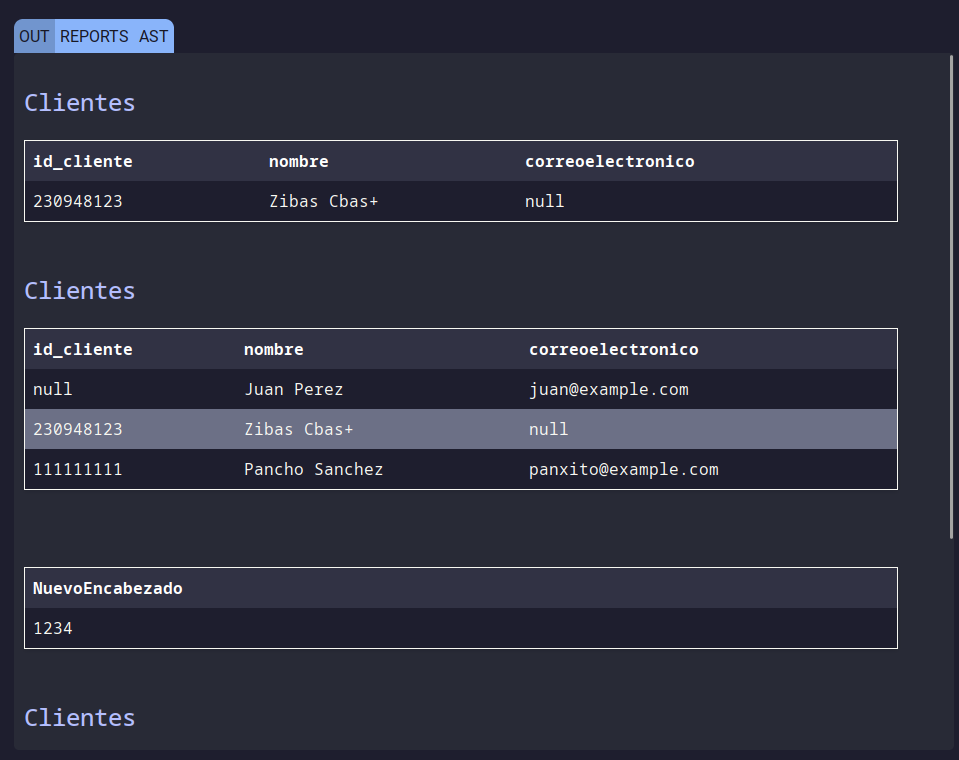 OUT REPORTS AST
Clientes
id_cliente nombre correoelectronico
230948123 Zibas Cbas+ null
Clientes
id_cliente nombre correoelectronico
null Juan Perez juan@example.com
230948123 Zibas Cbas+ null
111111111 Pancho Sanchez panxito@example.com
NuevoEncabezado
1234
Clientes